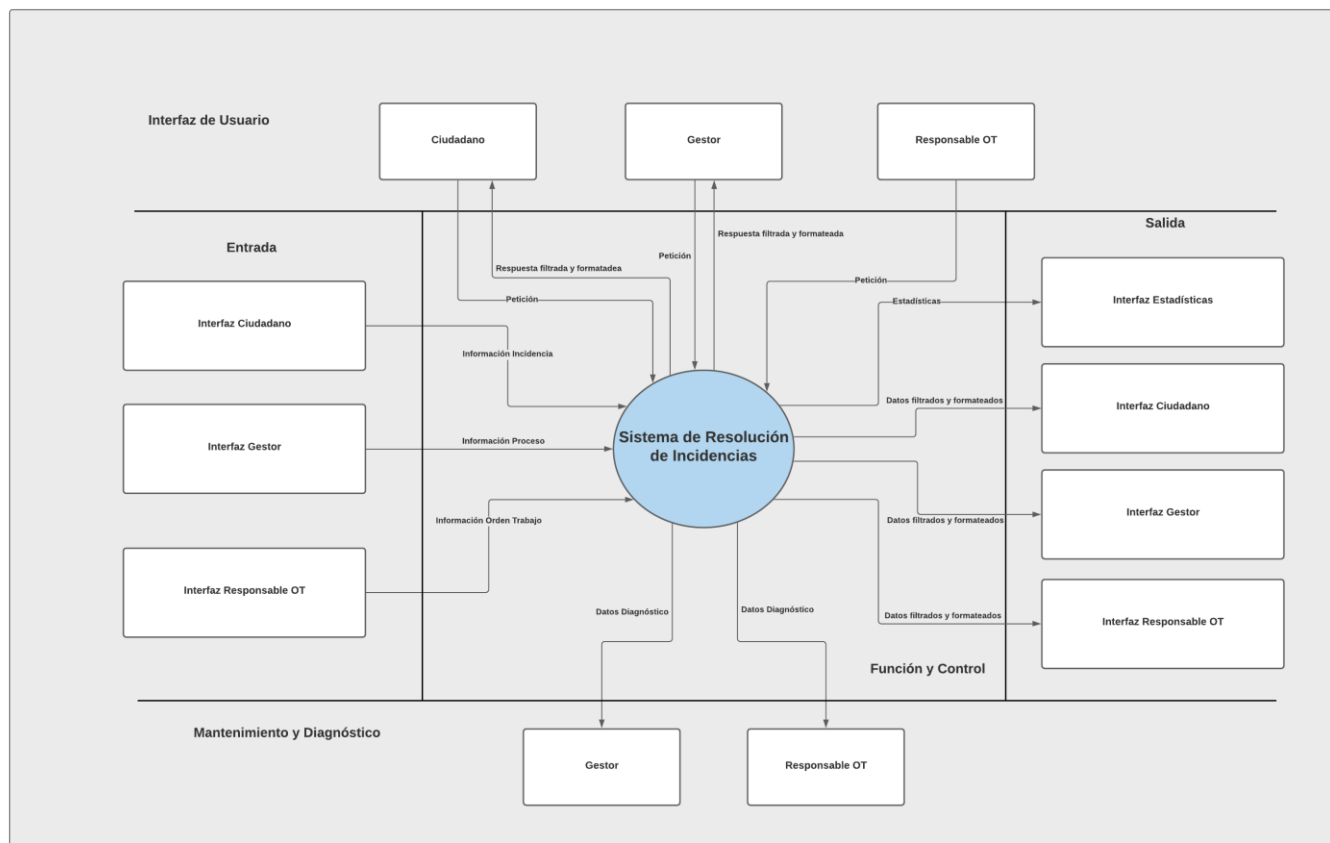 Interfaz de Usuario
Ciudadano
Gestor
Responsable OT
Entrada
Salida
Respuesta filtrada y formateada
Petición
Respuesta filtrada y formatadea
Petición
Petición
Estadísticas
Interfaz Ciudadano
Información Incidencia
Interfaz Estadísticas
Datos filtrados y formateados
Interfaz Ciudadano
Interfaz Gestor
Información Proceso
Sistema de Resolución
de Incidencias
Información Orden Trabajo
Datos filtrados y formateados
Interfaz Gestor
Interfaz Responsable OT
Datos Diagnóstico
Datos Diagnóstico
Datos filtrados y formateados
Interfaz Responsable OT
Función y Control
Mantenimiento y Diagnóstico
Gestor
Responsable OT